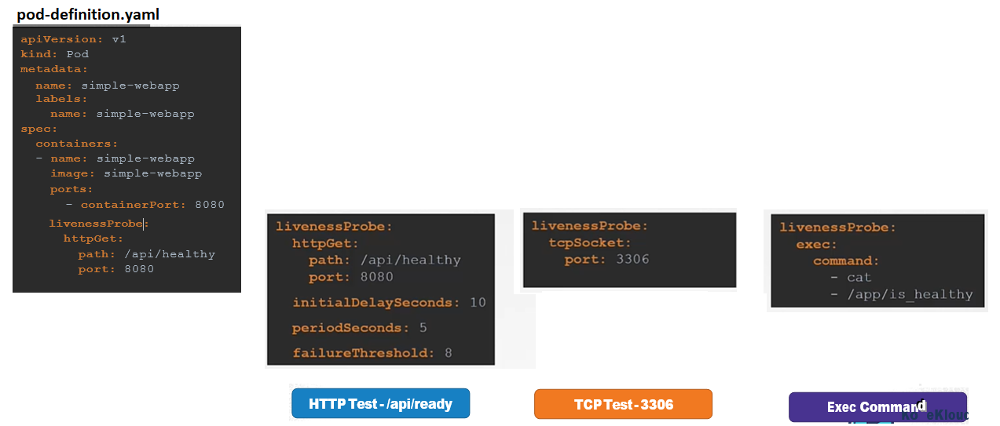 pod-definition.yaml
apiVersion: v1
kind: Pod
metadata:
  name: simple-webapp
  labels:
    name: simple-webapp
spec:
  containers:
  - name: simple-webapp
    image: simple-webapp
    ports:
      - containerPort: 8080
    livenessProbe:
      httpGet:
        path: /api/healthy
        port: 8080
livenessProbe:
  httpGet:
    path: /api/healthy
    port: 8080
  initialDelaySeconds: 10
  periodSeconds: 5
  failureThreshold: 8
HTTP Test - /api/ready
livenessProbe:
  tcpSocket:
    port: 3306
TCP Test - 3306
livenessProbe:
  exec:
    command:
      - cat
      - /app/is_healthy
Exec Command